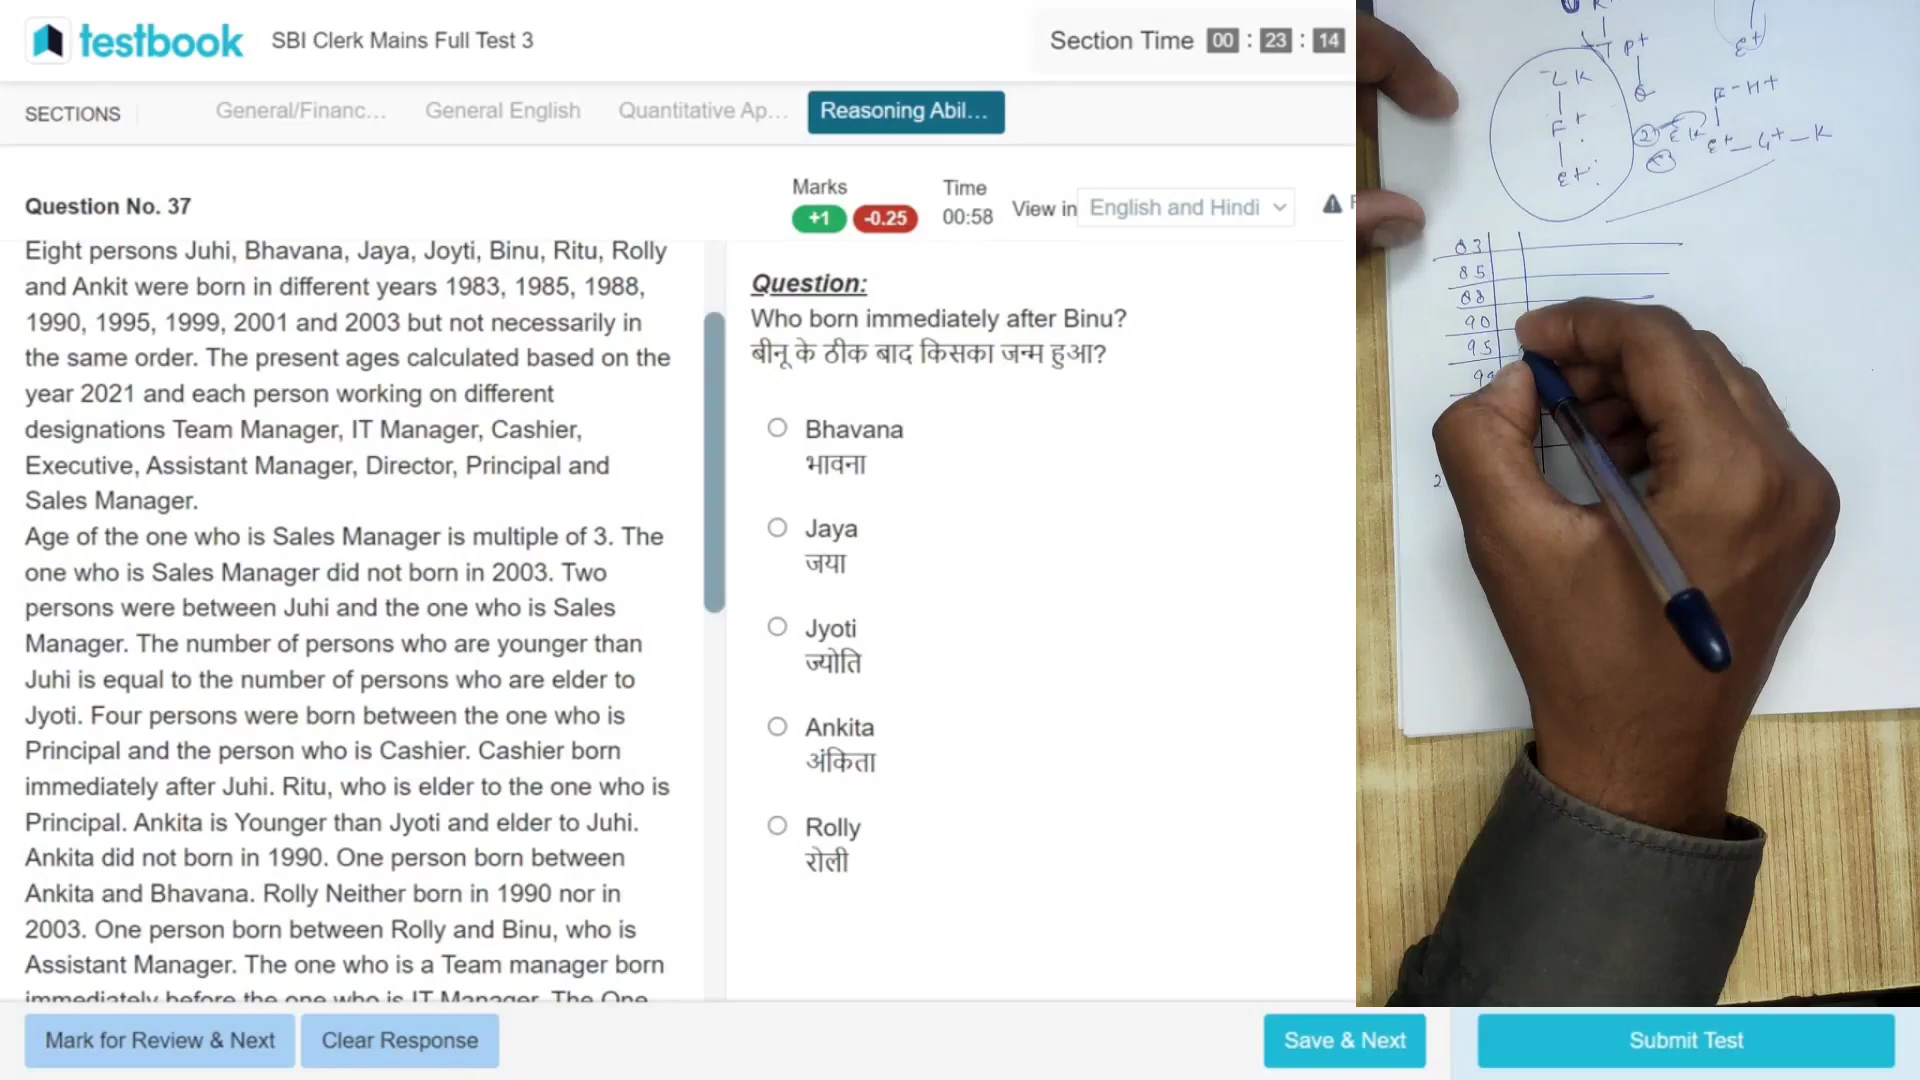 testbook
SBI Clerk Mains Full Test 3
Section Time 00 : 23 : 14
SECTIONS
General/Financ...
General English
Quantitative Ap...
Reasoning Abil...
Question No. 37
Marks
+1
-0.25
Time
00:58
View in
English and Hindi
Eight persons Juhi, Bhavana, Jaya, Joyti, Binu, Ritu, Rolly
and Ankit were born in different years 1983, 1985, 1988,
1990, 1995, 1999, 2001 and 2003 but not necessarily in
the same order. The present ages calculated based on the
year 2021 and each person working on different
designations Team Manager, IT Manager, Cashier,
Executive, Assistant Manager, Director, Principal and
Sales Manager.
Age of the one who is Sales Manager is multiple of 3. The
one who is Sales Manager did not born in 2003. Two
persons were between Juhi and the one who is Sales
Manager. The number of persons who are younger than
Juhi is equal to the number of persons who are elder to
Jyoti. Four persons were born between the one who is
Principal and the person who is Cashier. Cashier born
immediately after Juhi. Ritu, who is elder to the one who is
Principal. Ankita is Younger than Jyoti and elder to Juhi.
Ankita did not born in 1990. One person born between
Ankita and Bhavana. Rolly Neither born in 1990 nor in
2003. One person born between Rolly and Binu, who is
Assistant Manager. The one who is a Team manager born
immediately before the one who is IT Manager. The One
Question:
Who born immediately after Binu?
बीनू के ठीक बाद किसका जन्म हुआ?
Bhavana
भावना
Jaya
जया
Jyoti
ज्योति
Ankita
अंकिता
Rolly
रोली
Mark for Review & Next
Clear Response
Save & Next
Submit Test
83
85
88
90
95